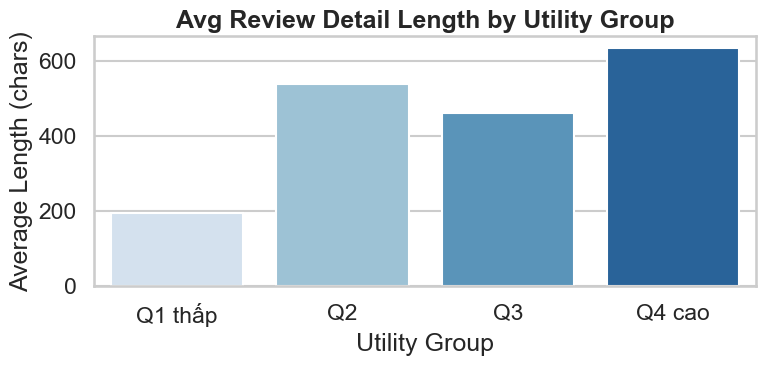 Avg Review Detail Length by Utility Group
Average Length (chars)
600
400
200
0
Q1 thấp
Q2
Q3
Q4 cao
Utility Group